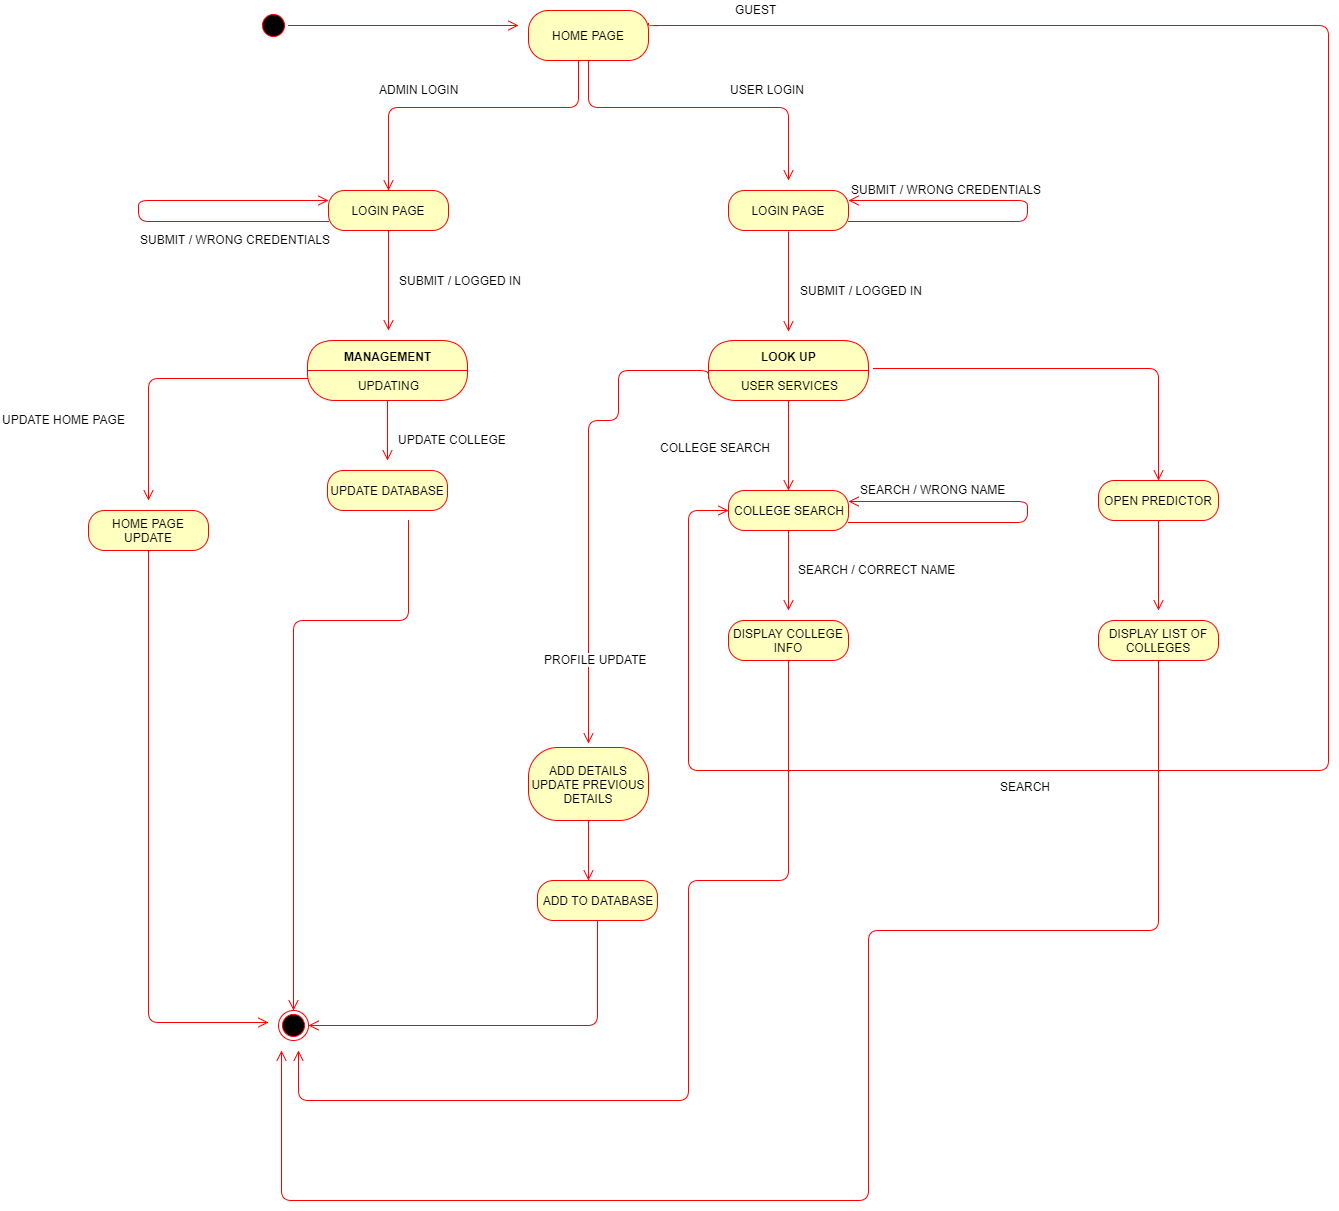 GUEST
HOME PAGE
ADMIN LOGIN
USER LOGIN
LOGIN PAGE
SUBMIT / WRONG CREDENTIALS
LOGIN PAGE
SUBMIT / WRONG CREDENTIALS
SUBMIT / LOGGED IN
SUBMIT / LOGGED IN
MANAGEMENT
UPDATING
LOOK UP
USER SERVICES
UPDATE HOME PAGE
UPDATE COLLEGE
COLLEGE SEARCH
UPDATE DATABASE
COLLEGE SEARCH
SEARCH / WRONG NAME
OPEN PREDICTOR
HOME PAGE
UPDATE
SEARCH / CORRECT NAME
DISPLAY COLLEGE
INFO
DISPLAY LIST OF
COLLEGES
PROFILE UPDATE
ADD DETAILS
UPDATE PREVIOUS
DETAILS
SEARCH
ADD TO DATABASE